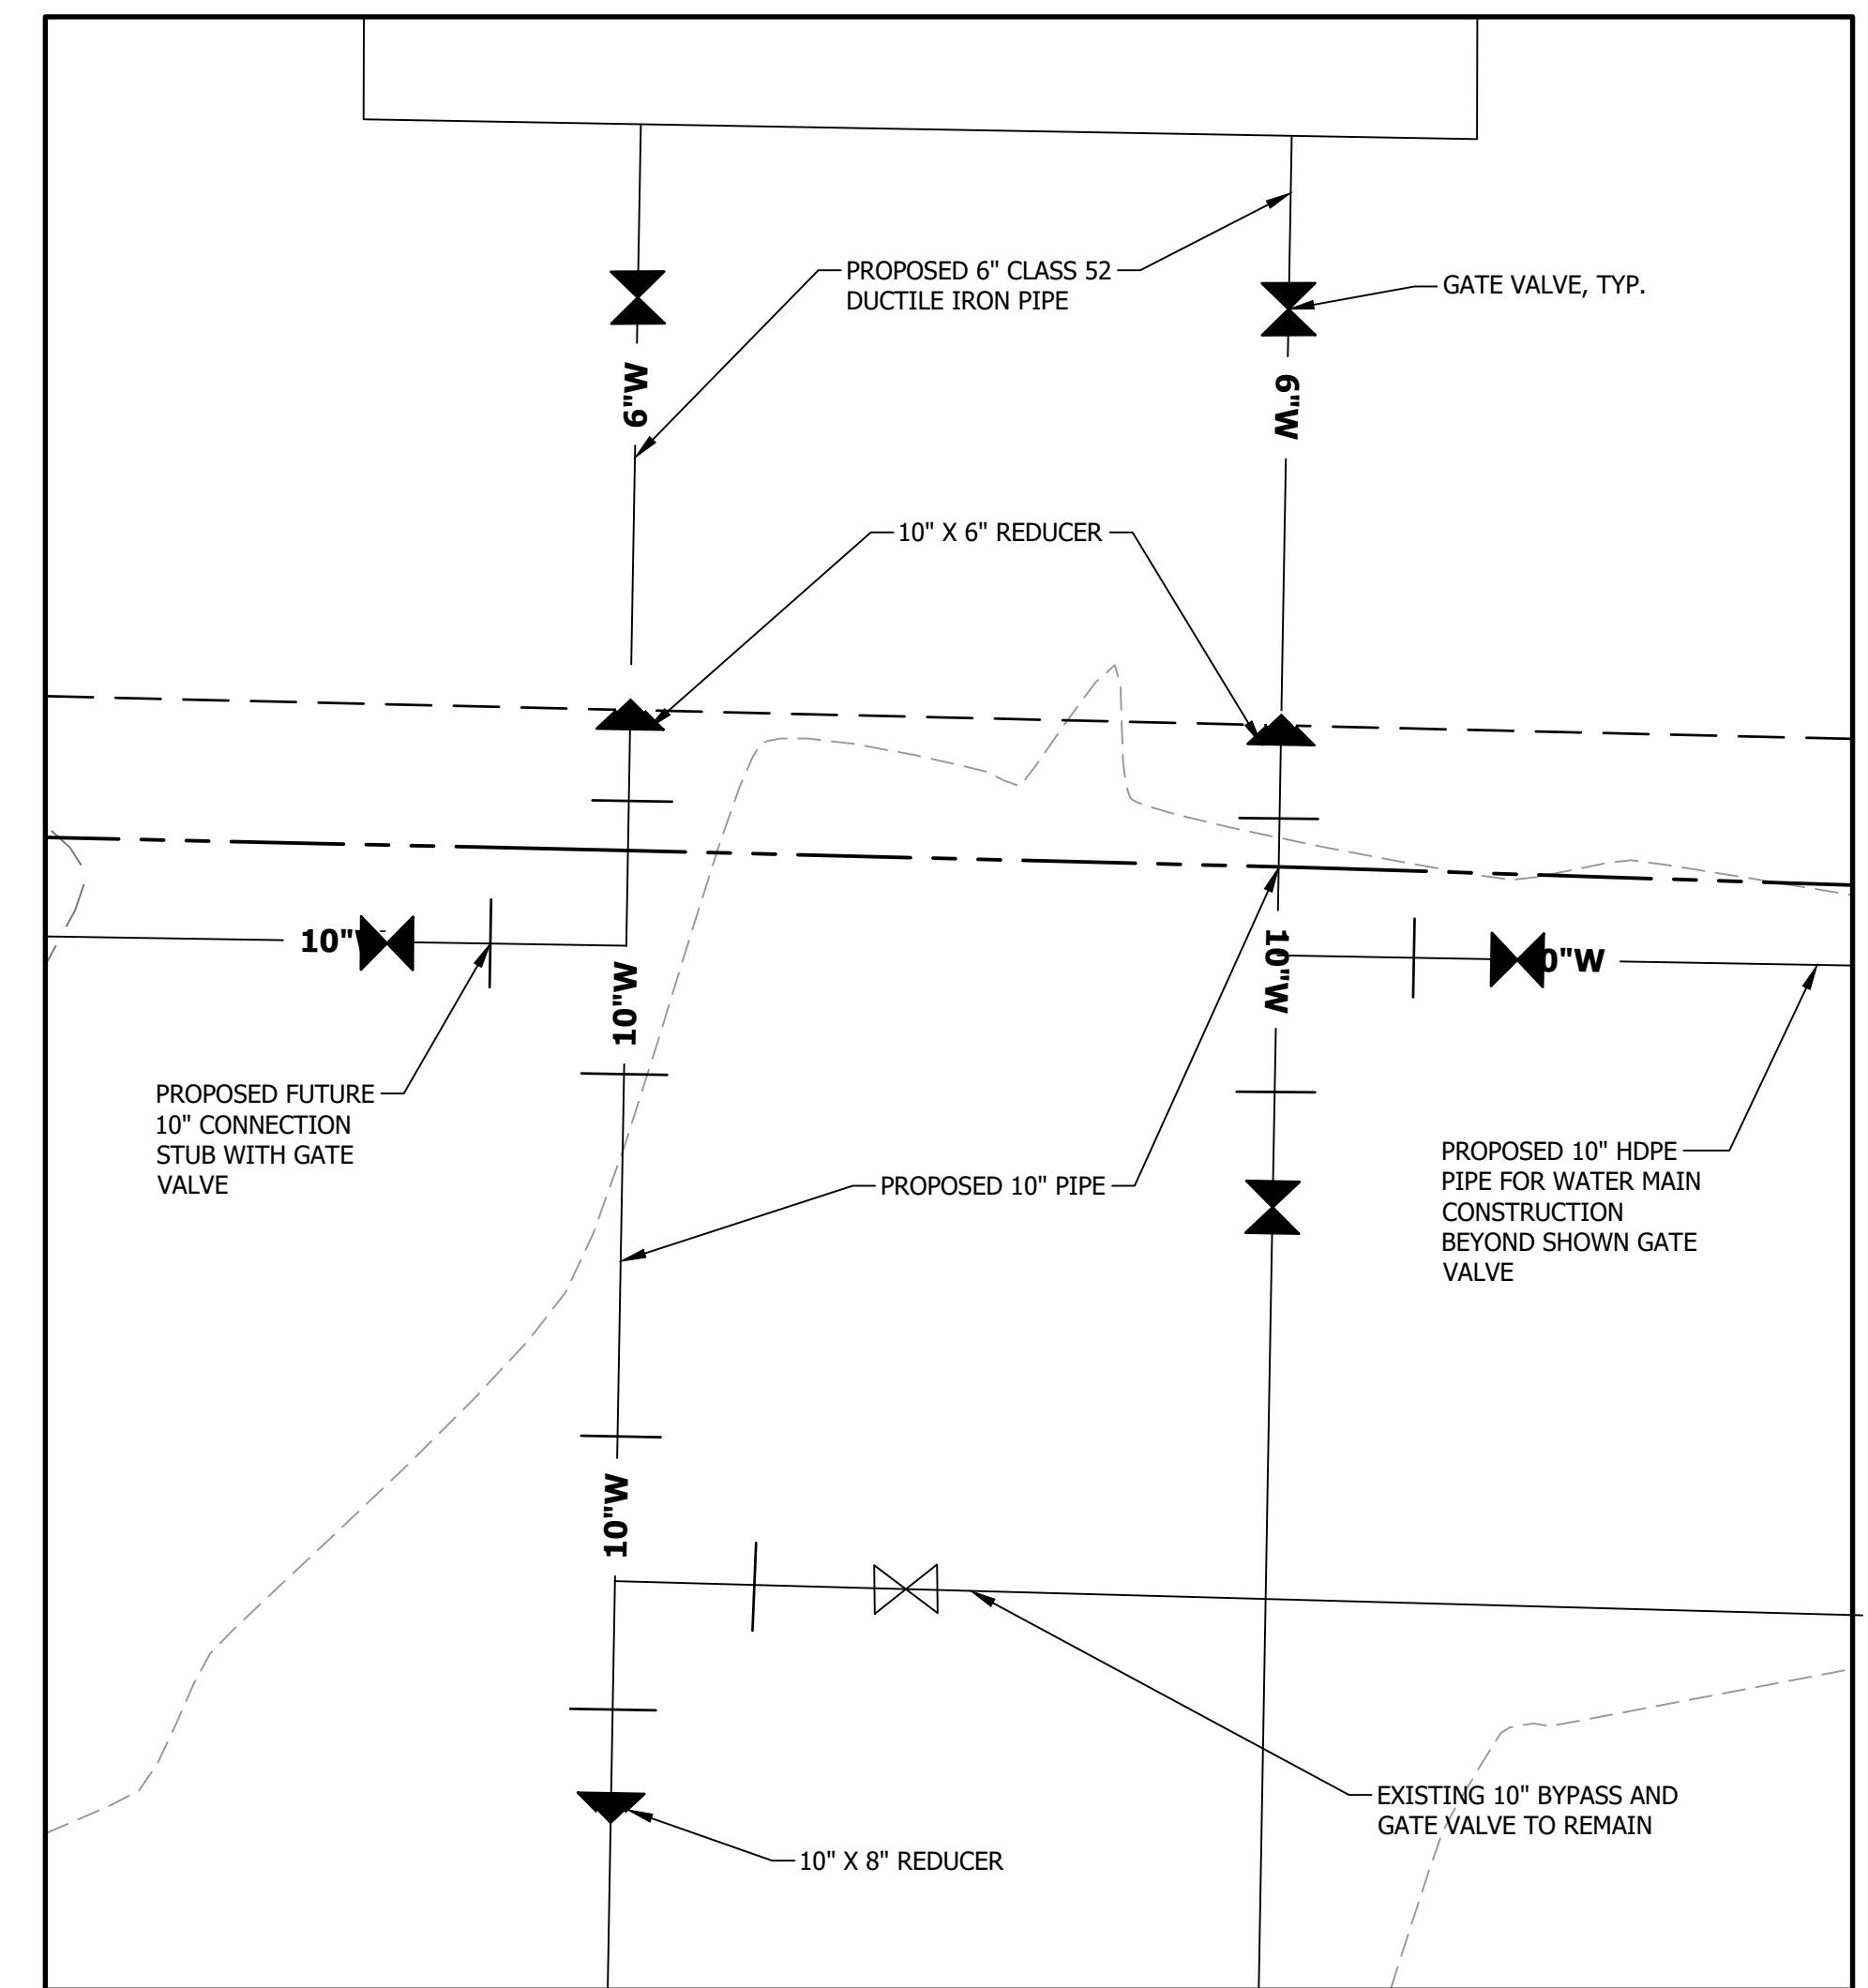 PROPOSED 6" CLASS 52
DUCTILE IRON PIPE
GATE VALVE, TYP.
6"W
6"W
10" X 6" REDUCER
10"W
10"W
PROPOSED FUTURE
10" CONNECTION
STUB WITH GATE
VALVE
PROPOSED 10" PIPE
PROPOSED 10" HDPE
PIPE FOR WATER MAIN
CONSTRUCTION
BEYOND SHOWN GATE
VALVE
10"W
EXISTING 10" BYPASS AND
GATE VALVE TO REMAIN
10" X 8" REDUCER